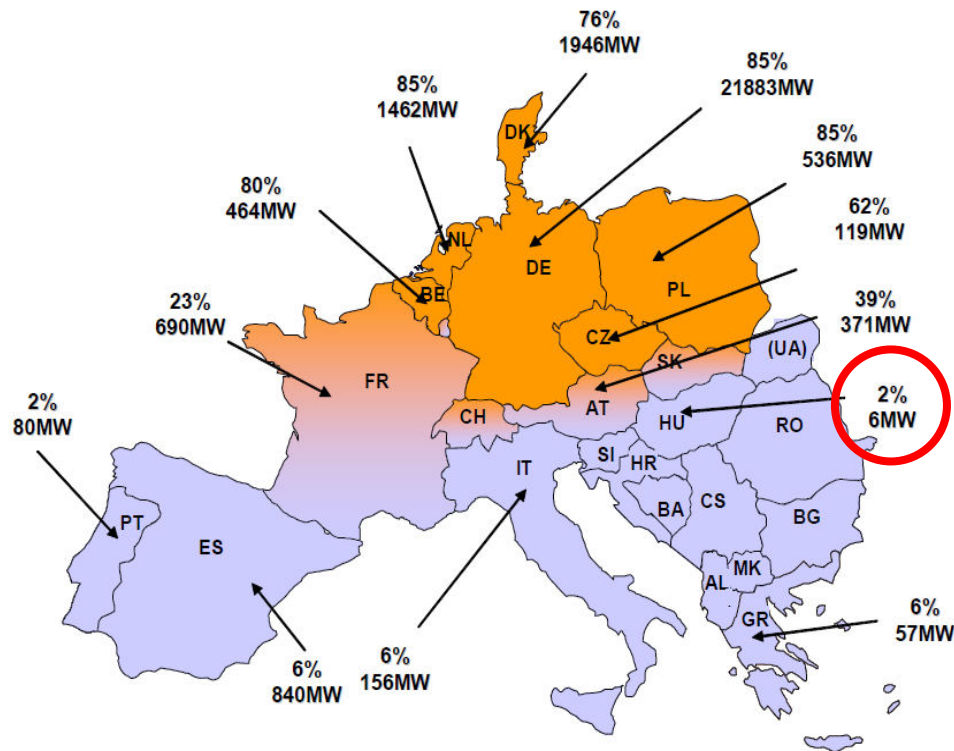 76%
1946MW
85%
21883MW
85%
1462MW
85%
536MW
80%
464MW
62%
119MW
23%
690MW
39%
371MW
2%
6MW
2%
80MW
DK
NL
DE
BE
PL
CZ
(UA)
SK
FR
AT
CH
HU
RO
SI
IT
HR
BA
CS
BG
PT
ES
MK
AL
GR
6%
57MW
6%
840MW
6%
156MW